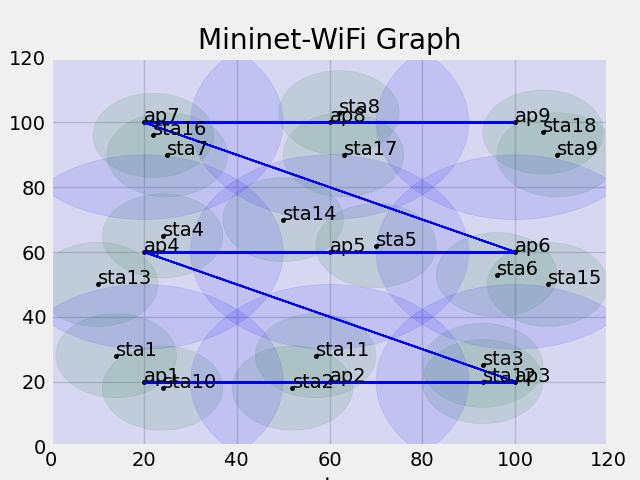 Mininet-WiFi Graph
120
sta8
ap7
ap8
ap9
100
sta16
sta18
sta7
sta17
sta9
80
sta14
sta4
sta5
ap4
ap5
ap6
60
sta13
sta6
sta15
40
sta1
sta11
sta3
ap1
sta10
sta2
ap2
sta12
ap3
20
0
0 20 40 60 80 100 120